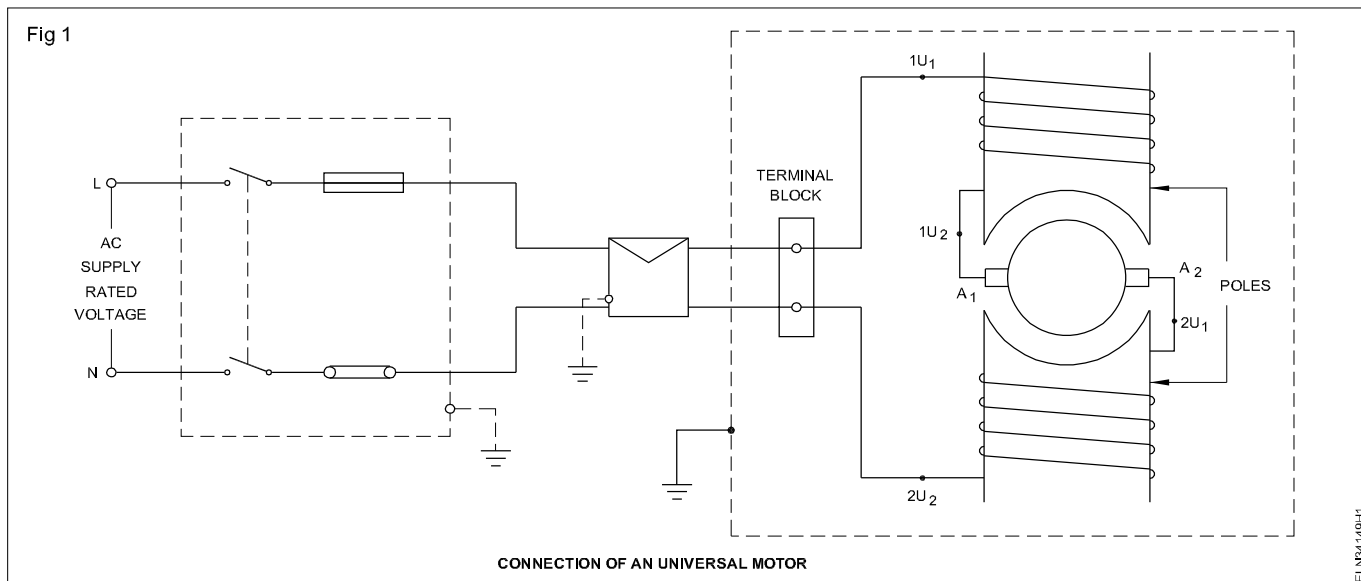 Fig 1
L
AC
SUPPLY
RATED
VOLTAGE
N
TERMINAL
BLOCK
1U1
1U2
A1
A2
2U1
POLES
2U2
CONNECTION OF AN UNIVERSAL MOTOR
ELN34149H1